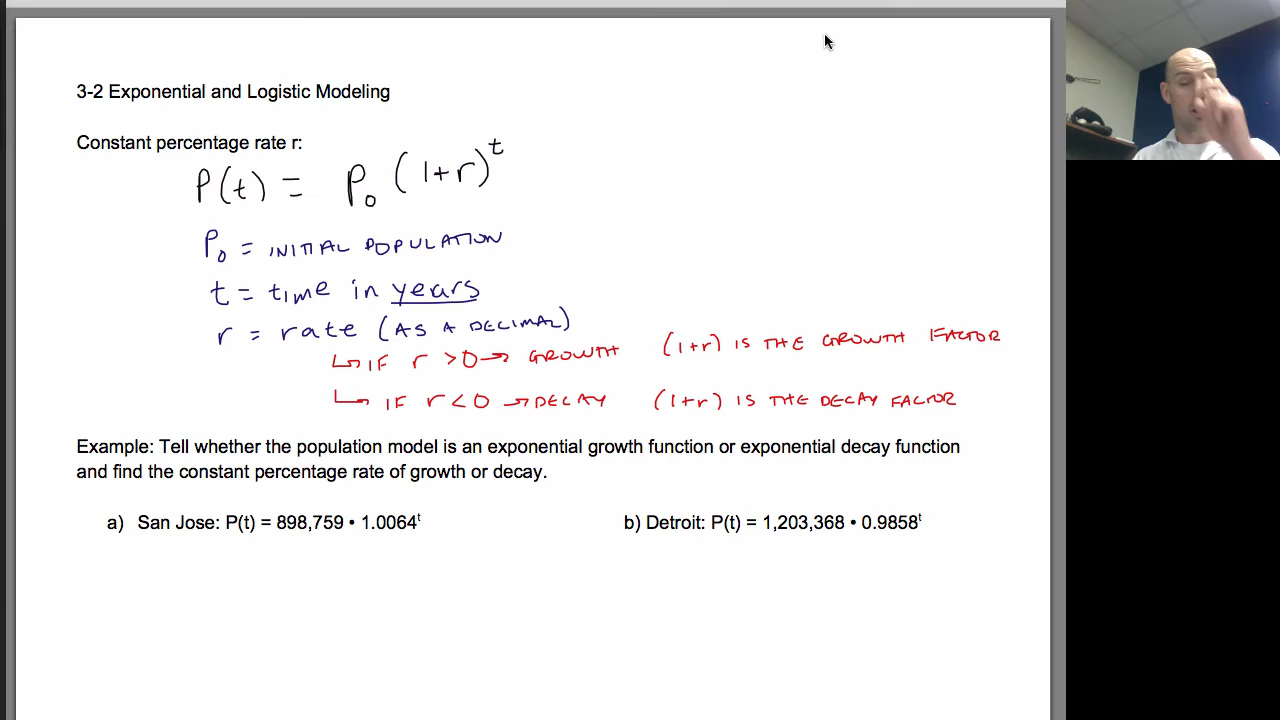 3-2 Exponential and Logistic Modeling
Constant percentage rate r:
P(t) = P₀ (1+r)ᵗ
P₀ = INITIAL POPULATION
t = time in years
r = rate (AS A DECIMAL)
↳ IF r > 0 → GROWTH (1+r) IS THE GROWTH FACTOR
↳ IF r < 0 → DECAY (1+r) IS THE DECAY FACTOR
Example: Tell whether the population model is an exponential growth function or exponential decay function
and find the constant percentage rate of growth or decay.
a) San Jose: P(t) = 898,759 • 1.0064ᵗ b) Detroit: P(t) = 1,203,368 • 0.9858ᵗ